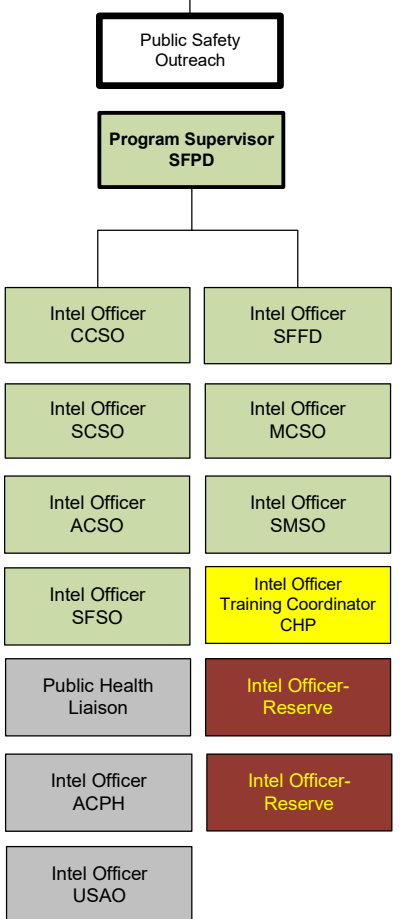 Public Safety
Outreach
Program Supervisor
SFPD
Intel Officer
CCSO
Intel Officer
SFFD
Intel Officer
SCSO
Intel Officer
MCSO
Intel Officer
ACSO
Intel Officer
SMSO
Intel Officer
SFSO
Intel Officer
Training Coordinator
CHP
Public Health
Liaison
Intel Officer-
Reserve
Intel Officer
ACPH
Intel Officer-
Reserve
Intel Officer
USAO